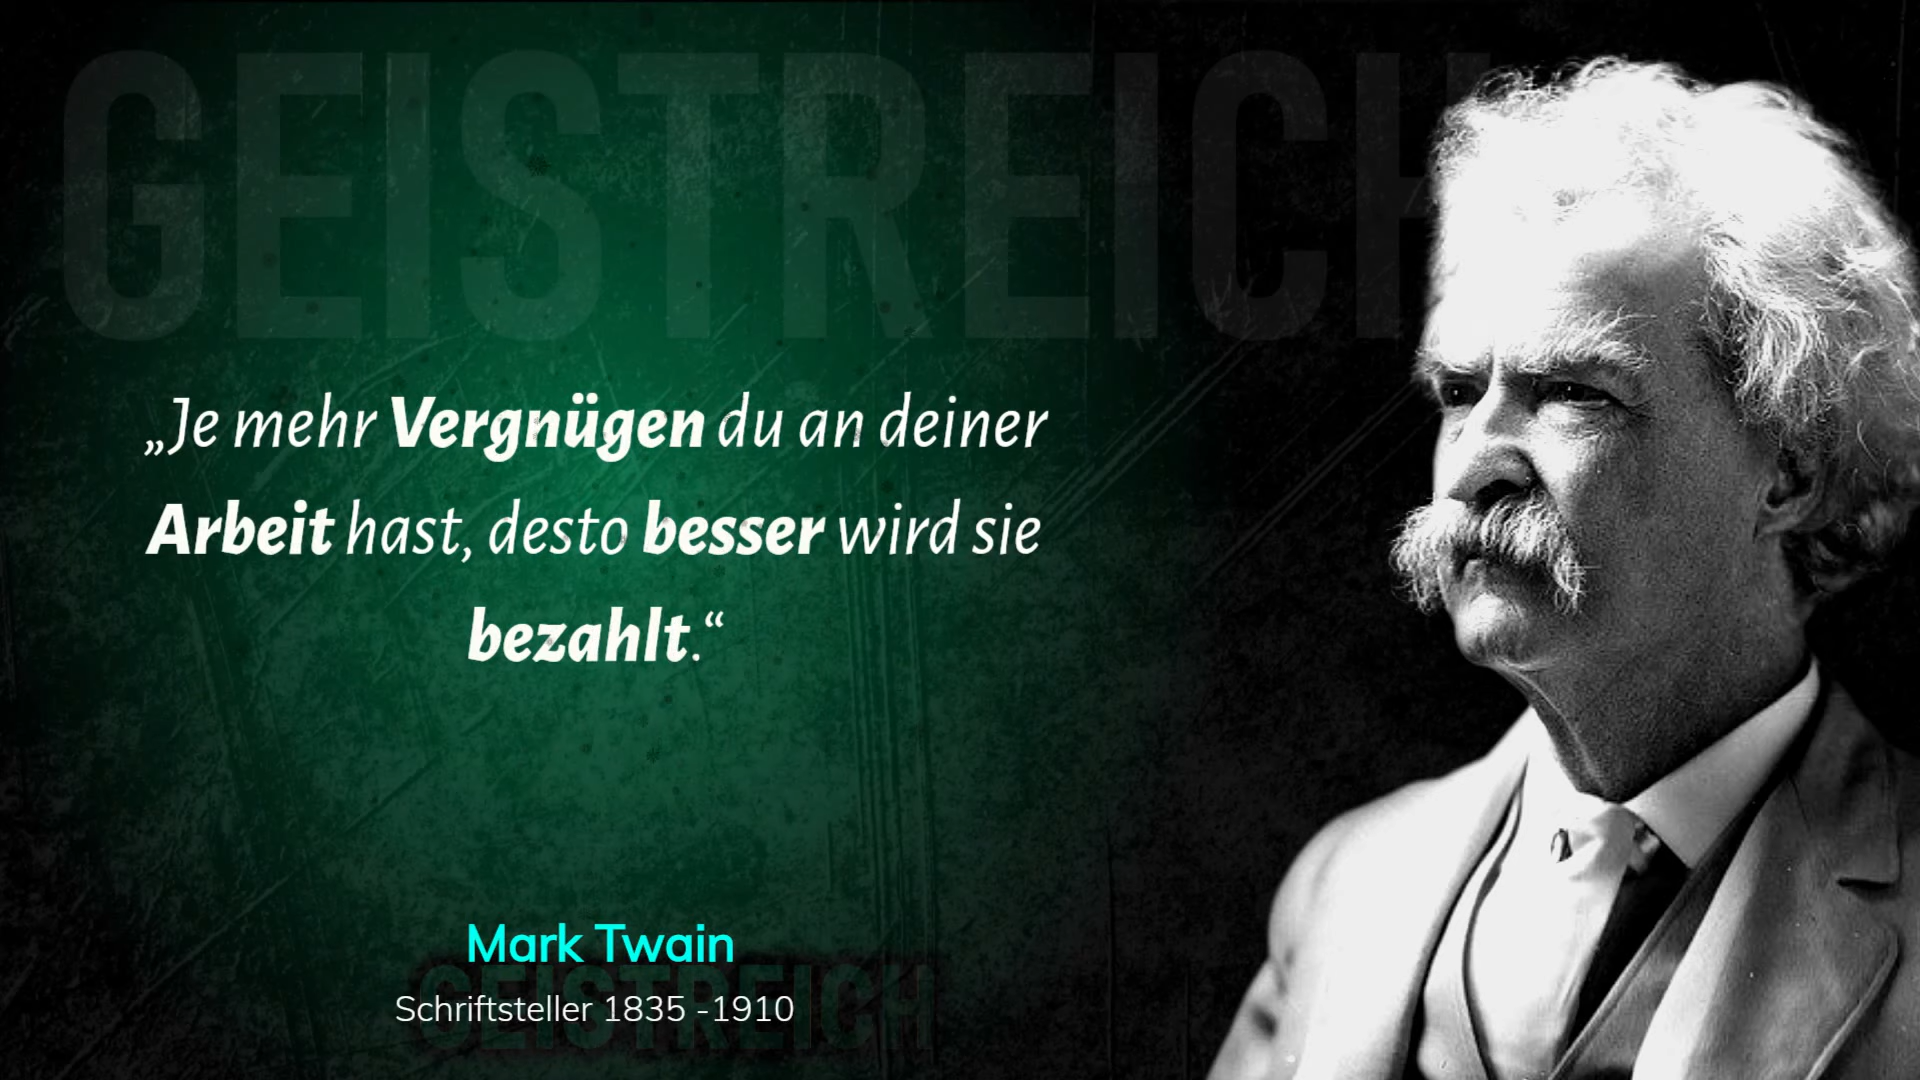 GEISTREICH
„Je mehr Vergnügen du an deiner
Arbeit hast, desto besser wird sie
bezahlt.“
Mark Twain
GEISTREICH
Schriftsteller 1835 -1910